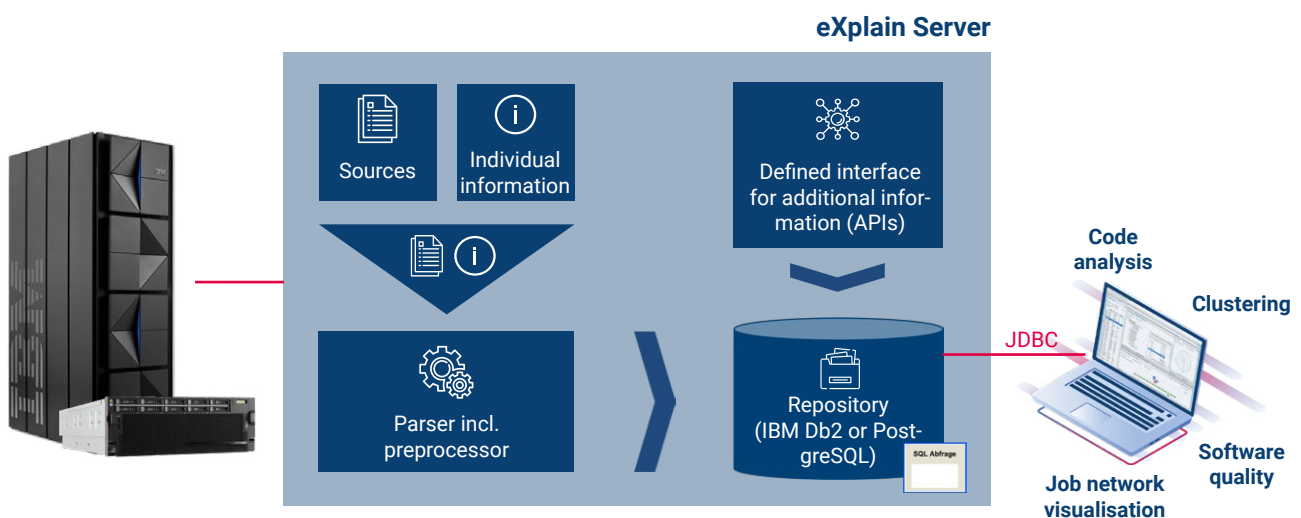 eXplain Server
Sources
Individual
information
Defined interface
for additional infor-
mation (APIs)
Parser incl.
preprocessor
Repository
(IBM Db2 or Post-
greSQL)
SQL Abfrage
JDBC
Code
analysis
Clustering
Software
quality
Job network
visualisation
IBM